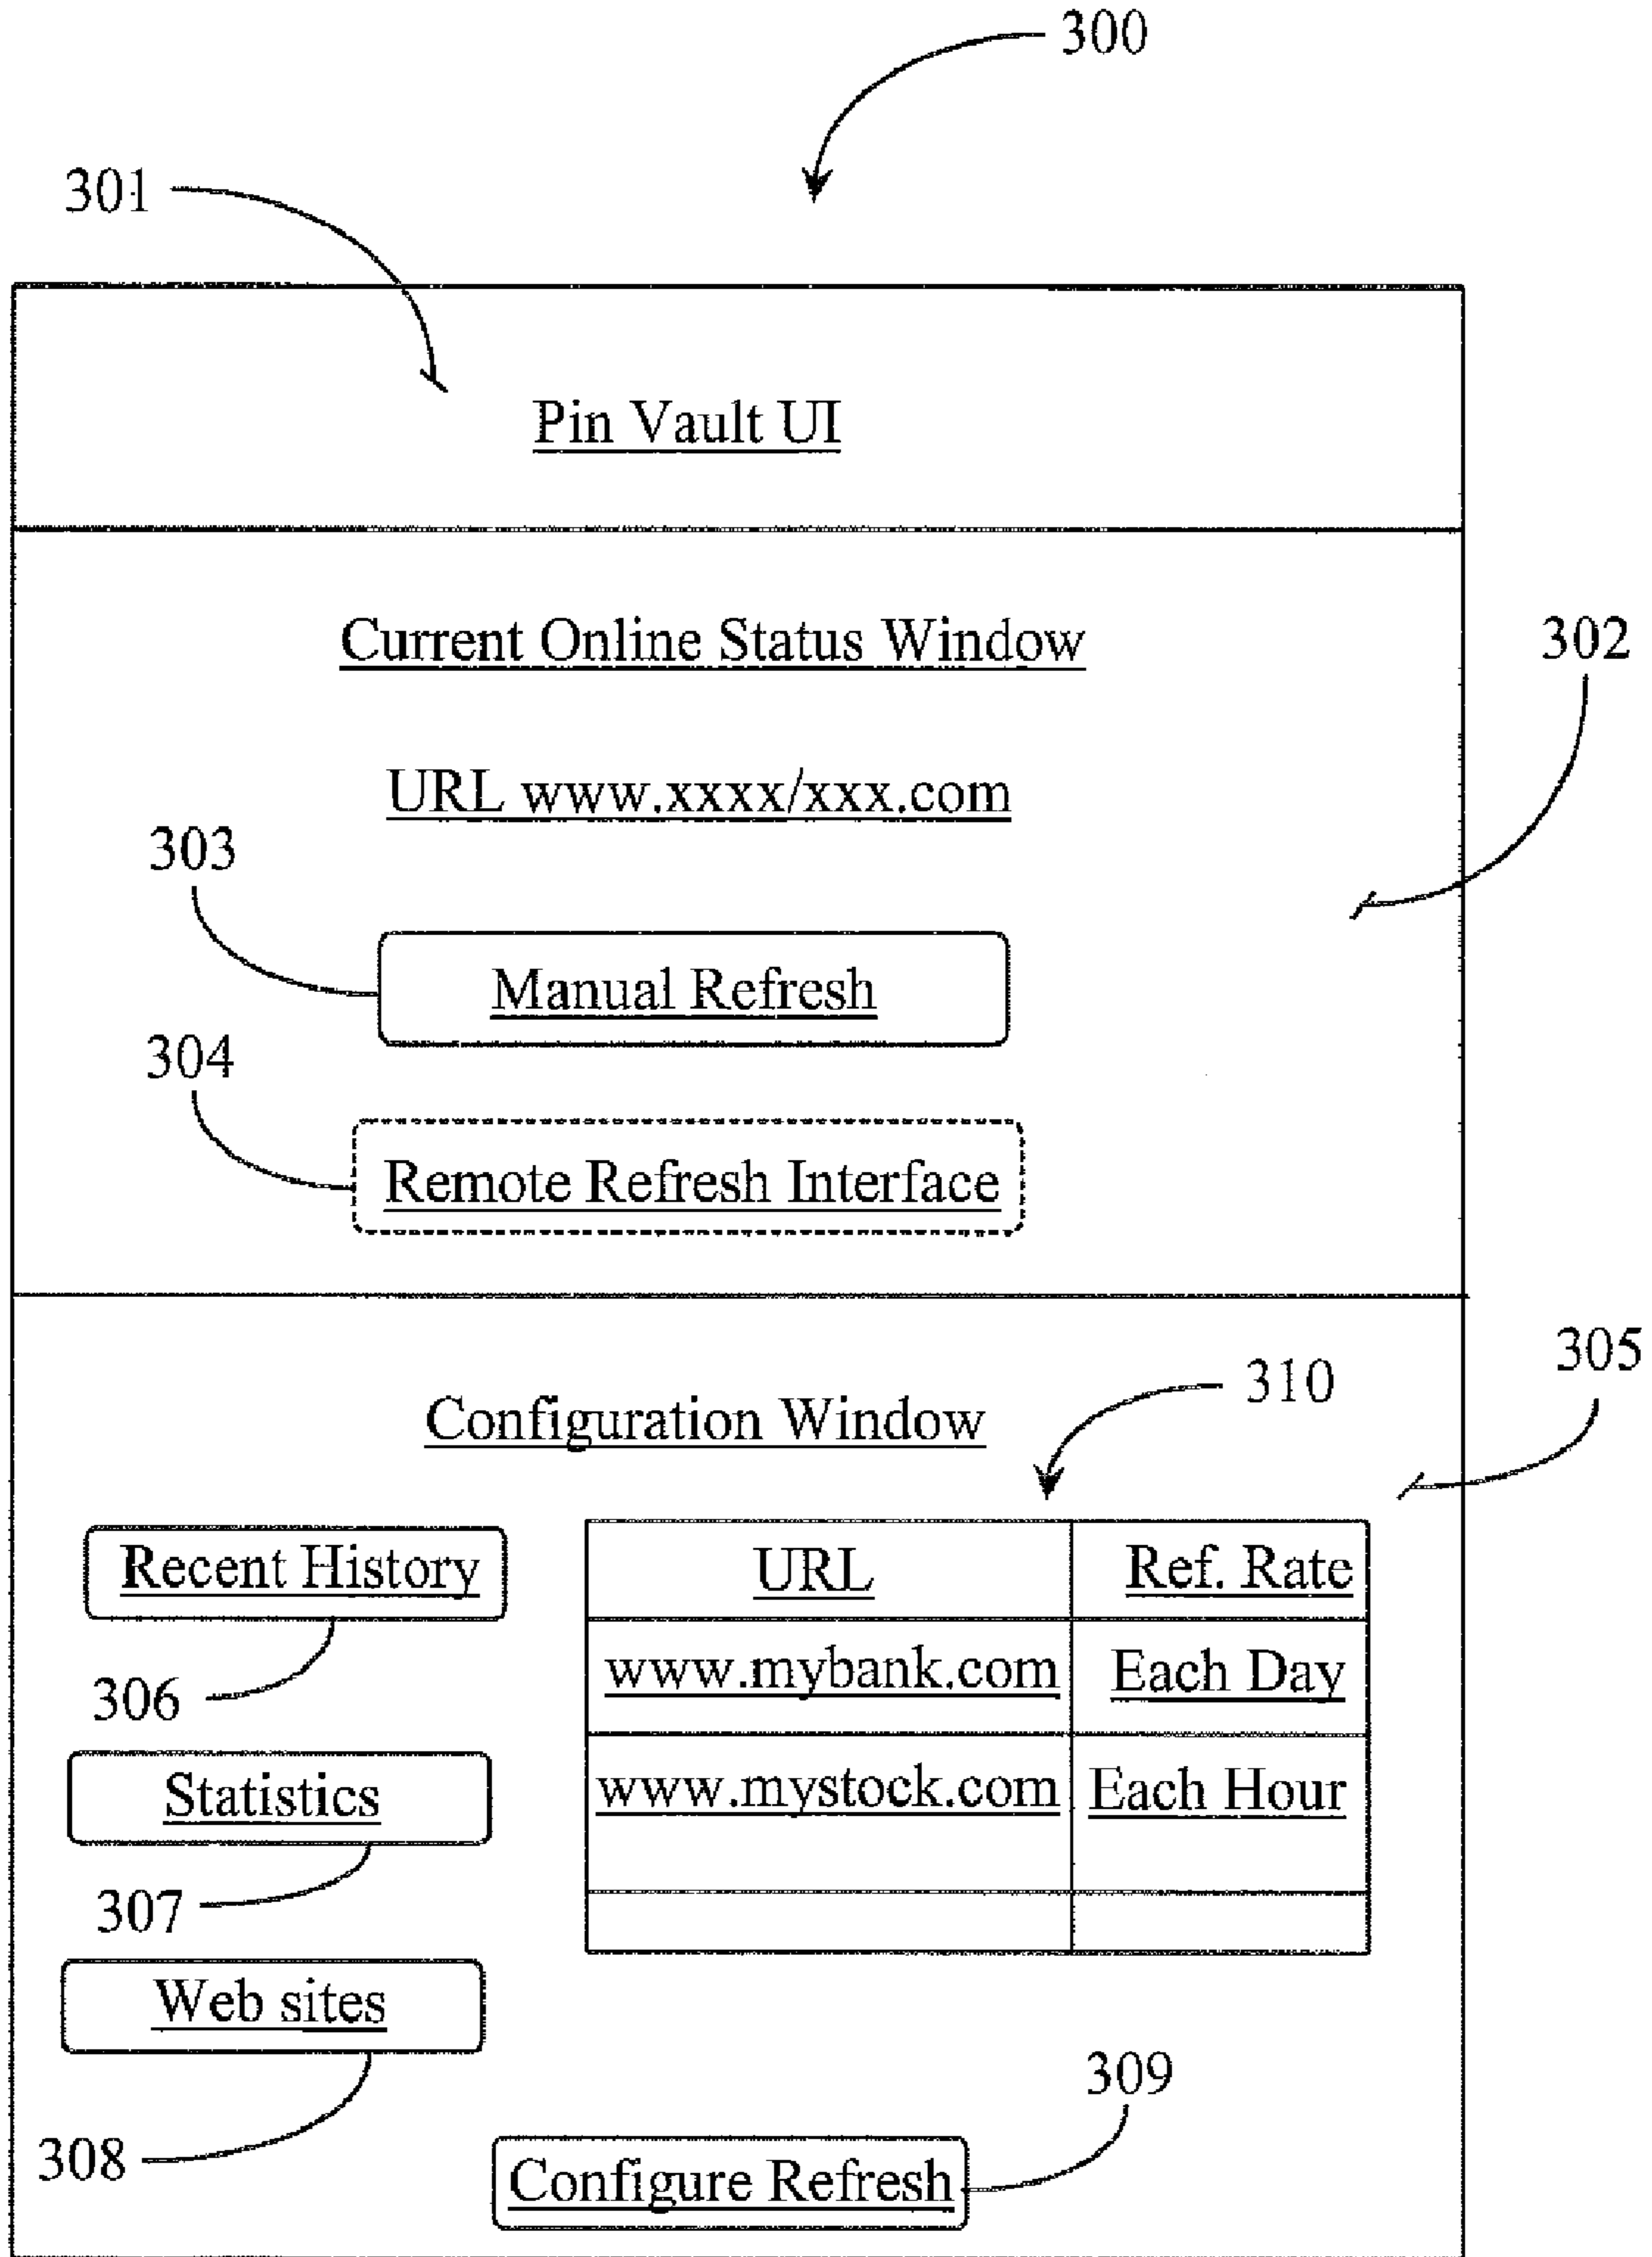 300
301
Pin Vault UI
Current Online Status Window
302
URL www.xxxx/xxx.com
303
Manual Refresh
304
Remote Refresh Interface
305
310
Configuration Window
Recent History
URL Ref. Rate
www.mybank.com Each Day
306
Statistics
www.mystock.com Each Hour
307
Web sites
309
308
Configure Refresh